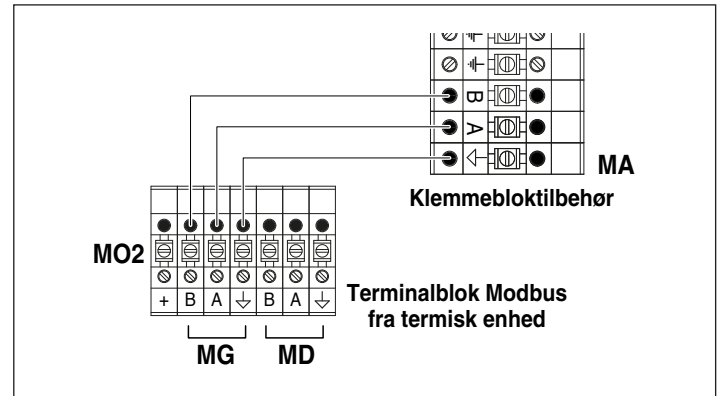 B
A
MA
Klemmebloktilbehør
MO2
+ B A B A
Terminalblok Modbus
fra termisk enhed
MG MD